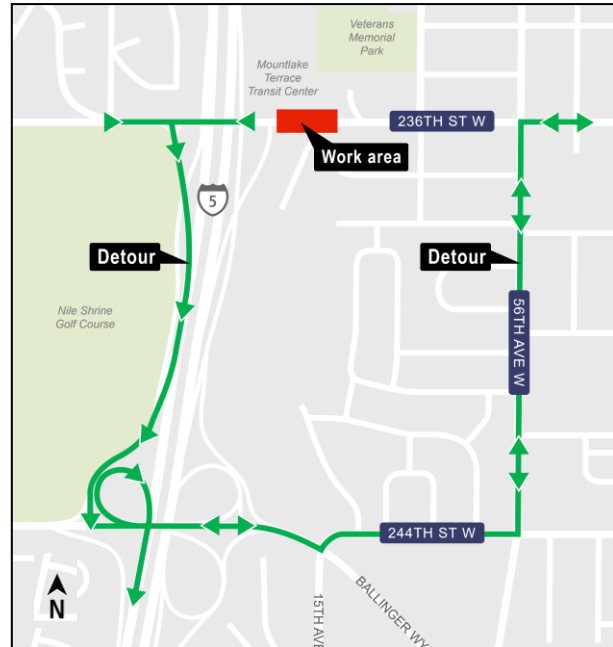 Veterans
Memorial
Park
Mountlake
Terrace
Transit Center
236TH ST W
Work area
5
Detour
Detour
Nile Shrine
Golf Course
56TH AVE W
244TH ST W
N
15TH AVE
BALLINGER WY